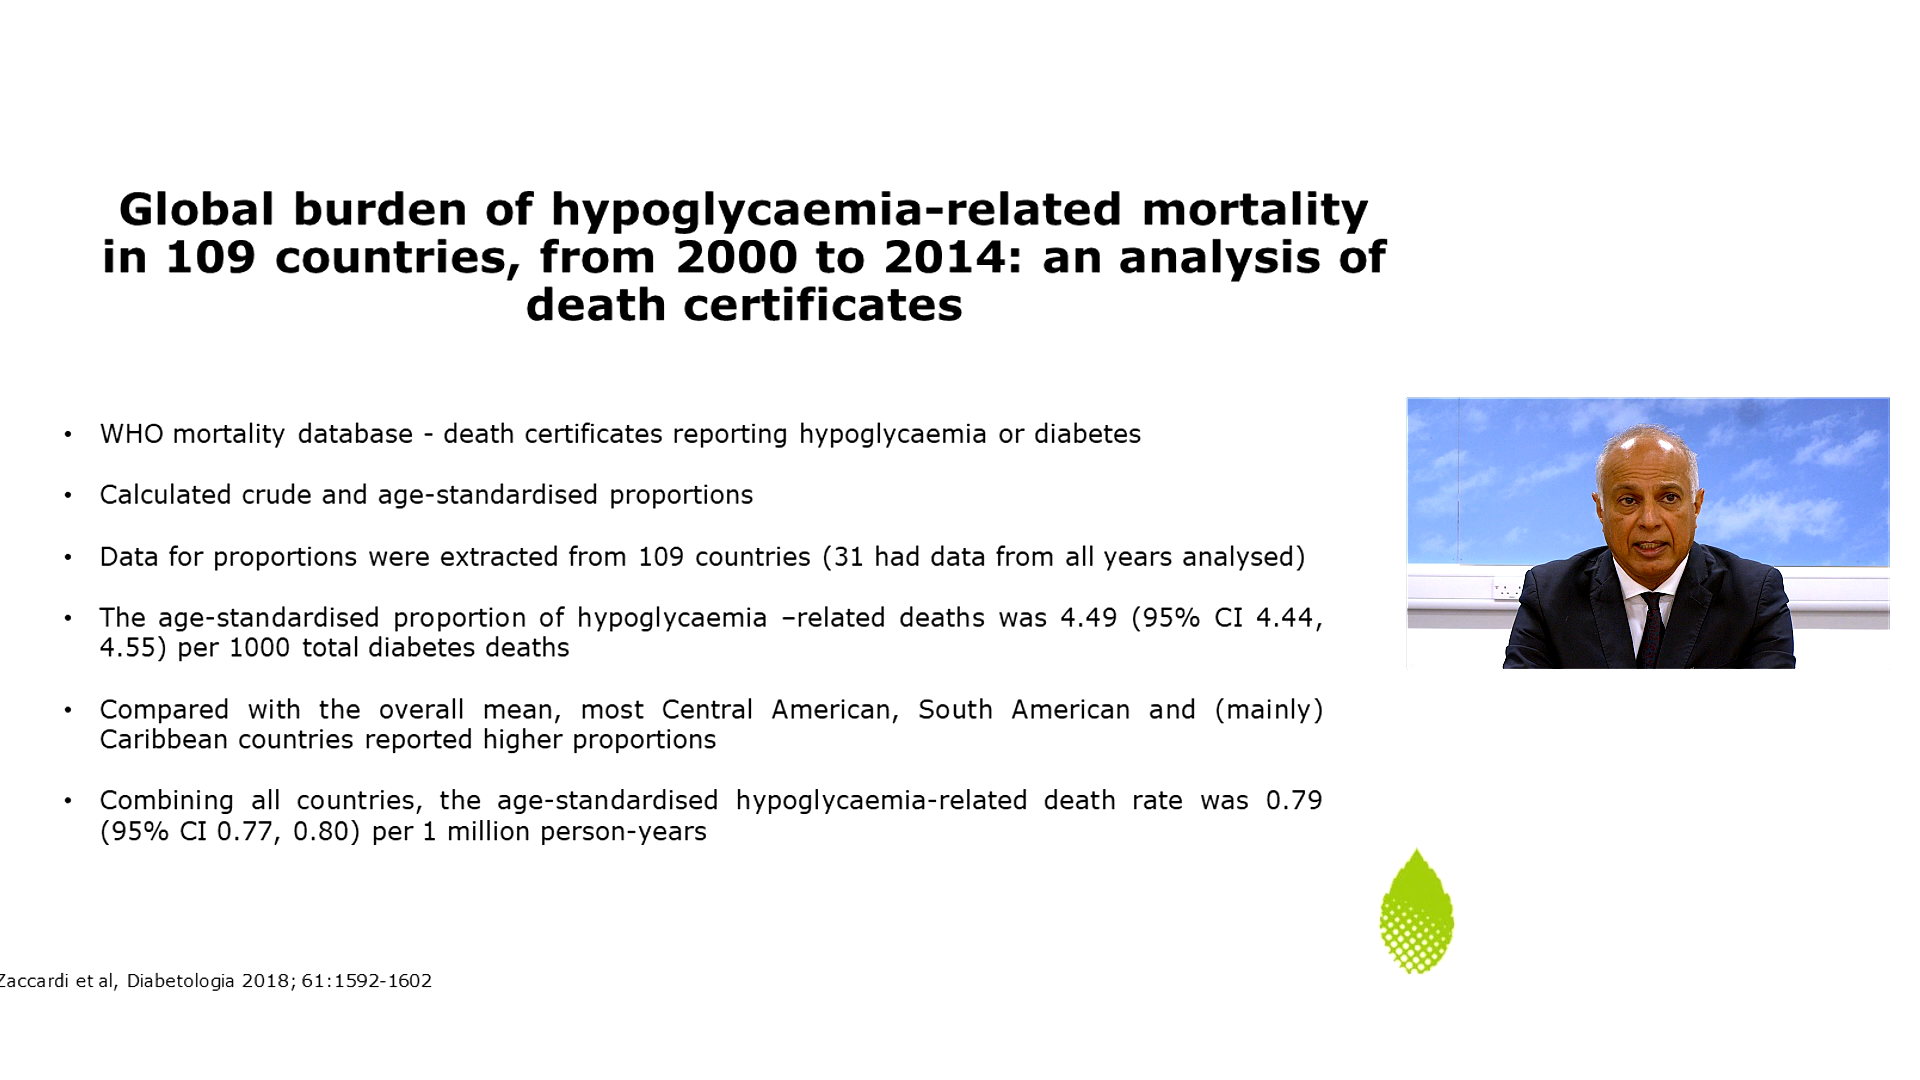 Global burden of hypoglycaemia-related mortality
in 109 countries, from 2000 to 2014: an analysis of
death certificates
• WHO mortality database - death certificates reporting hypoglycaemia or diabetes
• Calculated crude and age-standardised proportions
• Data for proportions were extracted from 109 countries (31 had data from all years analysed)
• The age-standardised proportion of hypoglycaemia –related deaths was 4.49 (95% CI 4.44,
4.55) per 1000 total diabetes deaths
• Compared with the overall mean, most Central American, South American and (mainly)
Caribbean countries reported higher proportions
• Combining all countries, the age-standardised hypoglycaemia-related death rate was 0.79
(95% CI 0.77, 0.80) per 1 million person-years
Zaccardi et al, Diabetologia 2018; 61:1592-1602